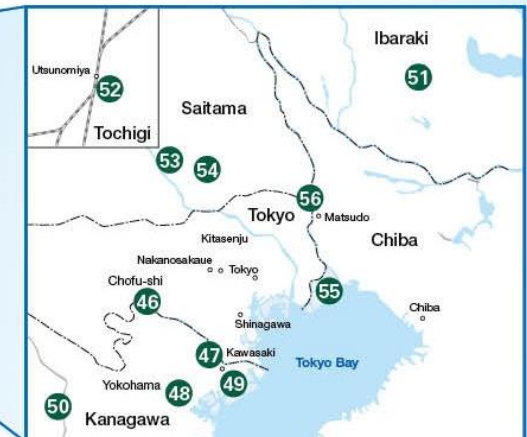 Ibaraki
51
Utsunomiya
52
Tochigi
Saitama
53
54
56
Tokyo
Matsudo
Kitasenju
Chiba
Nakanosakaue
Tokyo
Chofu-shi
46
55
Chiba
Shinagawa
47
Kawasaki
Tokyo Bay
Yokohama
48
49
50
Kanagawa